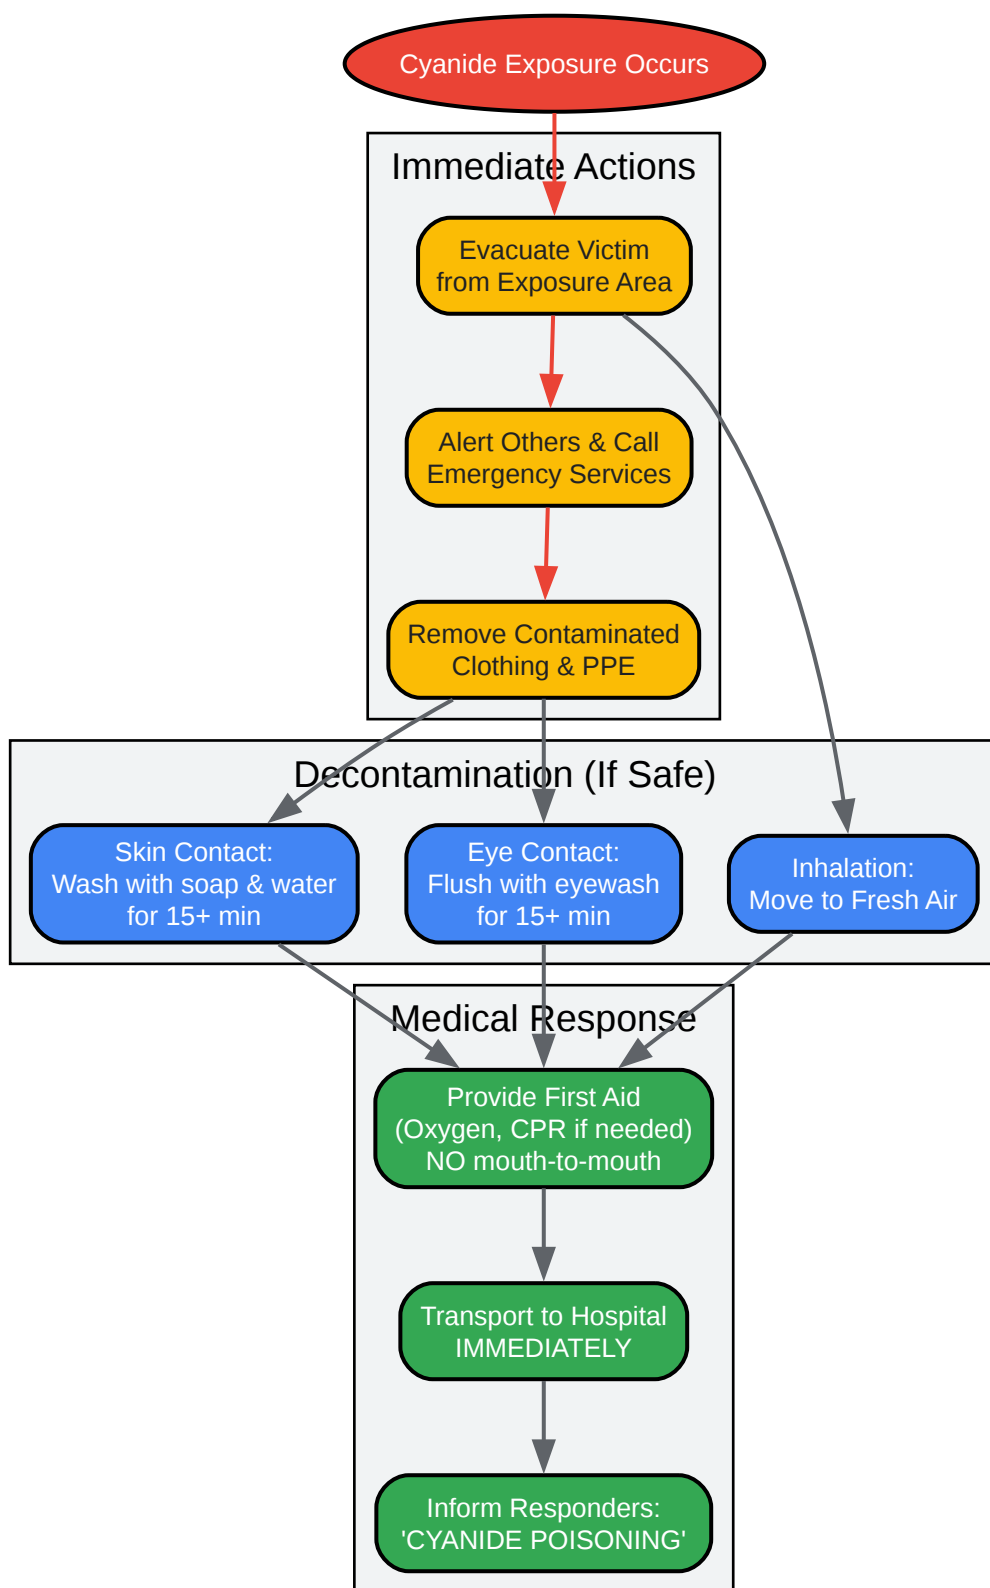 Cyanide Exposure Occurs
Immediate Actions
Evacuate Victim
from Exposure Area
Alert Others & Call
Emergency Services
Remove Contaminated
Clothing & PPE
Decontamination (If Safe)
Skin Contact:
Wash with soap & water
for 15+ min
Eye Contact:
Flush with eyewash
for 15+ min
Inhalation:
Move to Fresh Air
Medical Response
Provide First Aid
(Oxygen, CPR if needed)
NO mouth-to-mouth
Transport to Hospital
IMMEDIATELY
Inform Responders:
'CYANIDE POISONING'